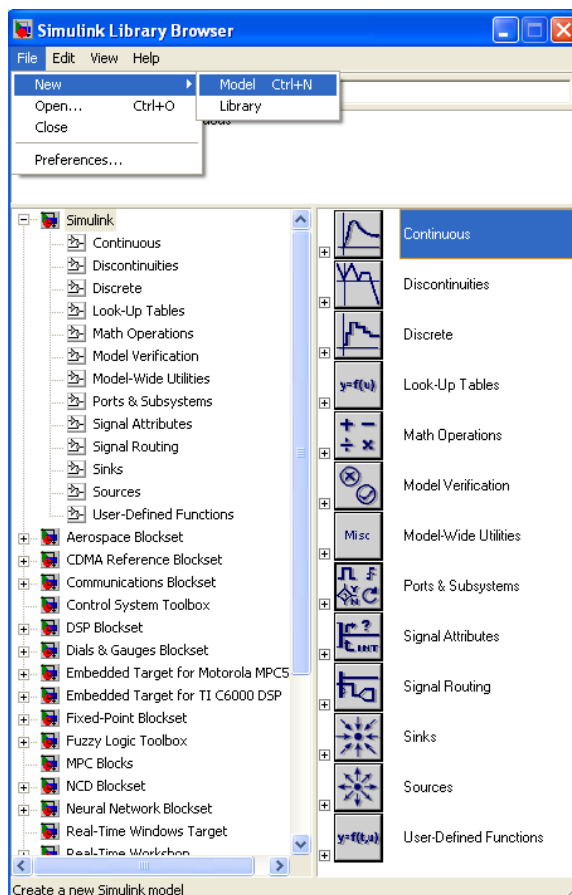 Simulink Library Browser
File Edit View Help
New
Model Ctrl+N
Open... Ctrl+O
Library
Close
Preferences...
Simulink
Continuous
Discontinuities
Discrete
Look-Up Tables
Math Operations
Model Verification
Model-Wide Utilities
Ports & Subsystems
Signal Attributes
Signal Routing
Sinks
Sources
User-Defined Functions
Aerospace Blockset
CDMA Reference Blockset
Communications Blockset
Control System Toolbox
DSP Blockset
Dials & Gauges Blockset
Embedded Target for Motorola MPC5
Embedded Target for TI C6000 DSP
Fixed-Point Blockset
Fuzzy Logic Toolbox
MPC Blocks
NCD Blockset
Neural Network Blockset
Real-Time Windows Target
Real-Time Workshop
Continuous
Discontinuities
Discrete
y=f(u) Look-Up Tables
Math Operations
Model Verification
Misc Model-Wide Utilities
Ports & Subsystems
Signal Attributes
Signal Routing
Sinks
Sources
y=f(t,u) User-Defined Functions
Create a new Simulink model